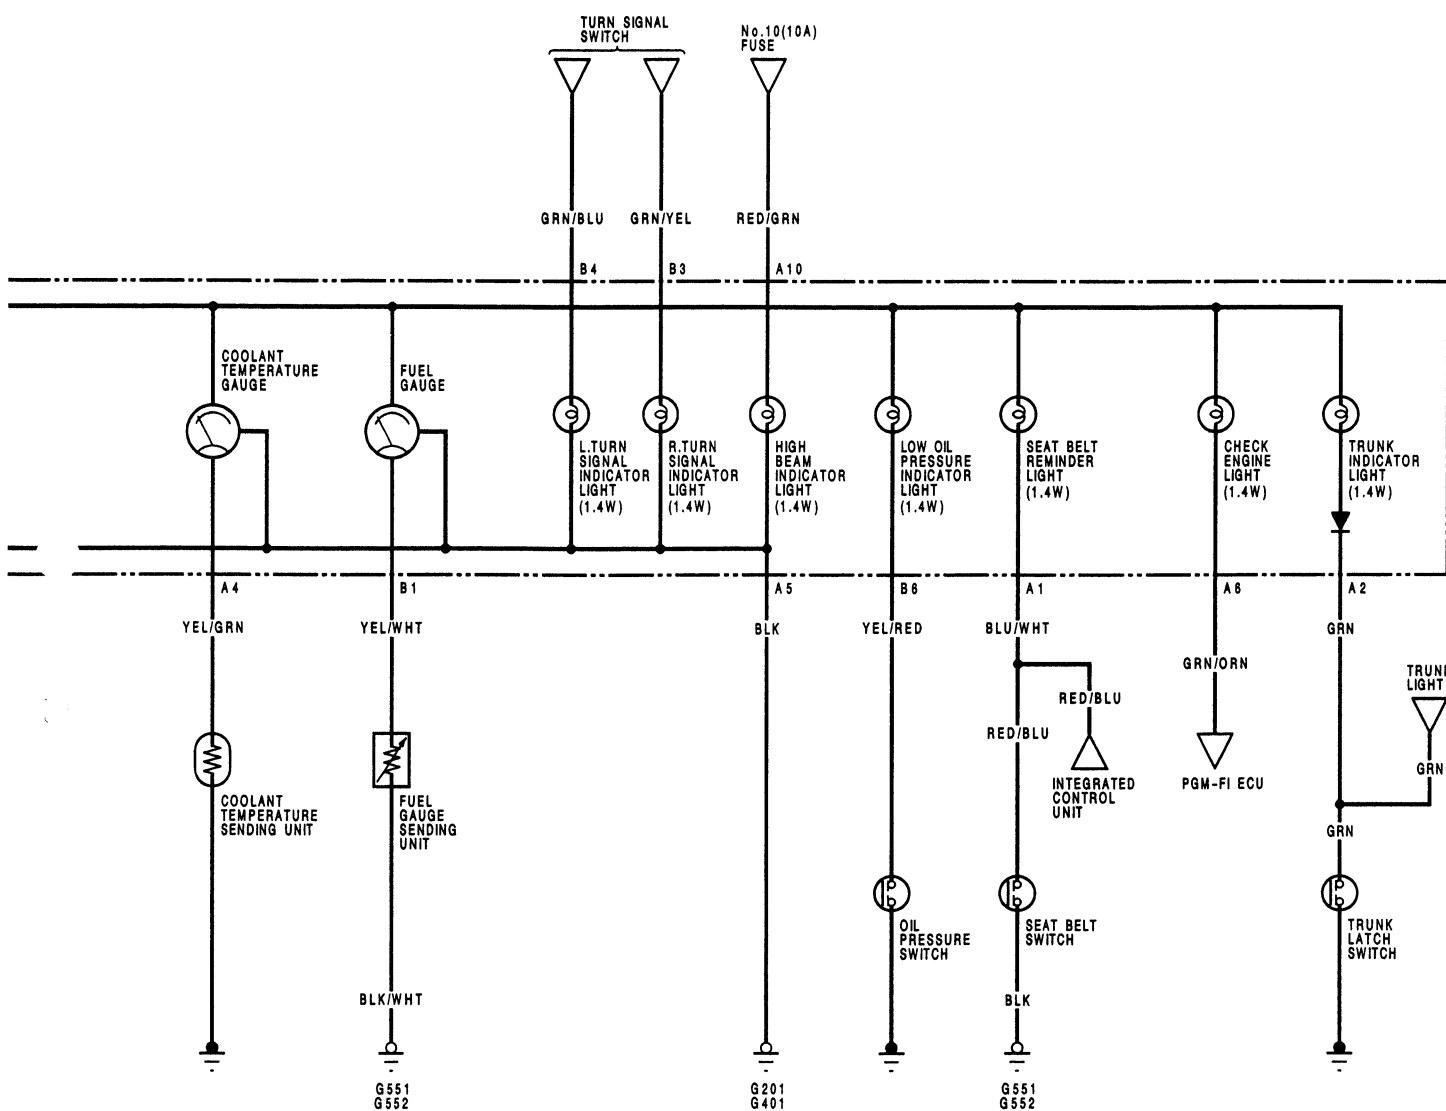 TURN SIGNAL
SWITCH
No.10(10A)
FUSE
GRN/BLU
GRN/YEL
RED/GRN
B4
B3
A10
COOLANT
TEMPERATURE
GAUGE
FUEL
GAUGE
L.TURN
SIGNAL
INDICATOR
LIGHT
(1.4W)
R.TURN
SIGNAL
INDICATOR
LIGHT
(1.4W)
HIGH
BEAM
INDICATOR
LIGHT
(1.4W)
LOW OIL
PRESSURE
INDICATOR
LIGHT
(1.4W)
SEAT BELT
REMINDER
LIGHT
(1.4W)
CHECK
ENGINE
LIGHT
(1.4W)
TRUNK
INDICATOR
LIGHT
(1.4W)
A4
B1
A5
B6
A1
A6
A2
YEL/GRN
YEL/WHT
BLK
YEL/RED
BLU/WHT
GRN/ORN
GRN
RED/BLU
RED/BLU
TRUN
LIGHT
GRN
INTEGRATED
CONTROL
UNIT
PGM-FI ECU
COOLANT
TEMPERATURE
SENDING UNIT
FUEL
GAUGE
SENDING
UNIT
GRN
OIL
PRESSURE
SWITCH
SEAT BELT
SWITCH
TRUNK
LATCH
SWITCH
BLK/WHT
BLK
G551
G552
G201
G401
G551
G552